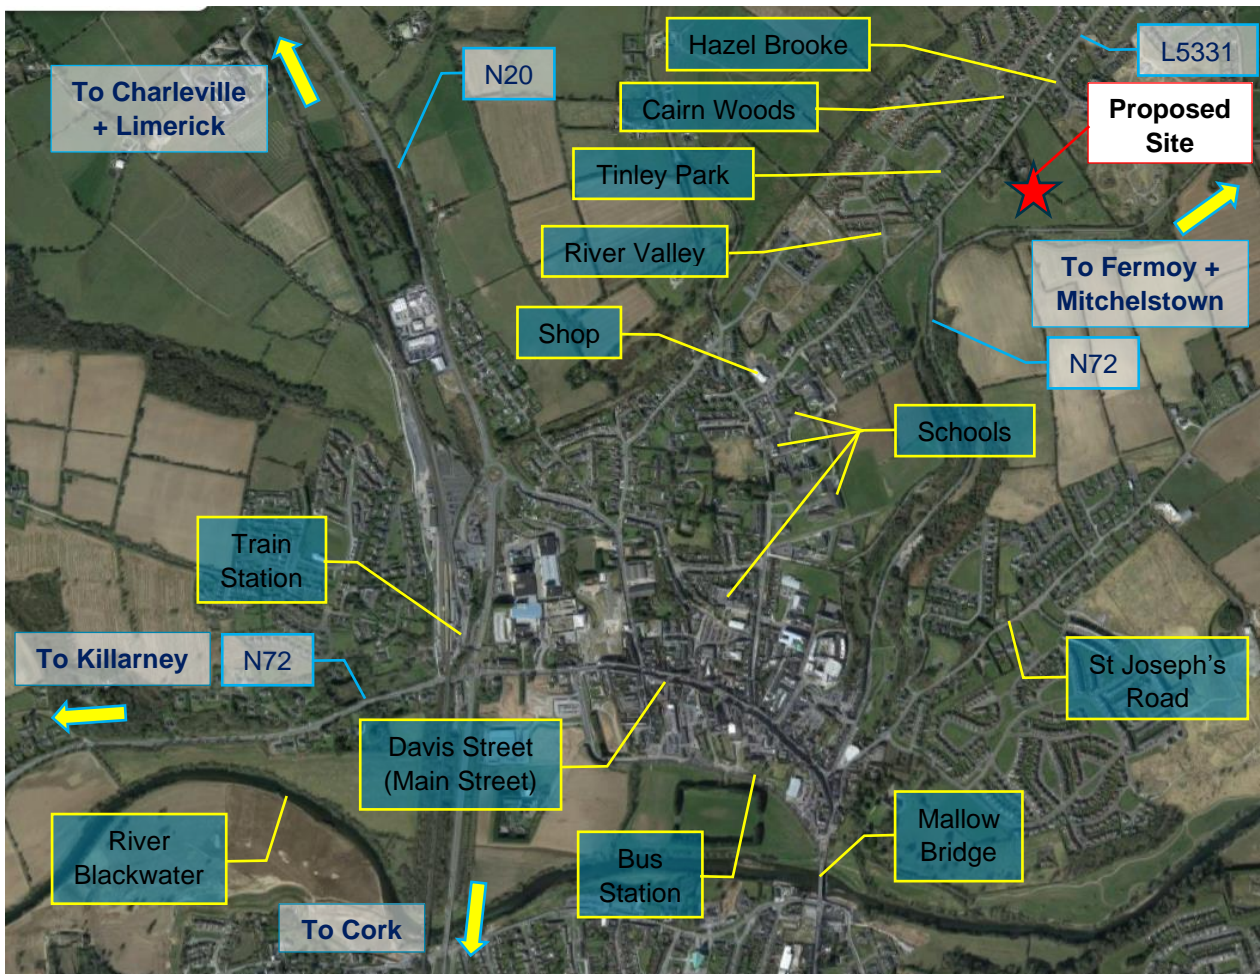 Hazel Brooke
L5331
N20
To Charleville
+ Limerick
Cairn Woods
Proposed
Site
Tinley Park
River Valley
To Fermoy +
Mitchelstown
Shop
N72
Schools
Train
Station
To Killarney
N72
St Joseph's
Road
Davis Street
(Main Street)
River
Blackwater
Bus
Station
Mallow
Bridge
To Cork